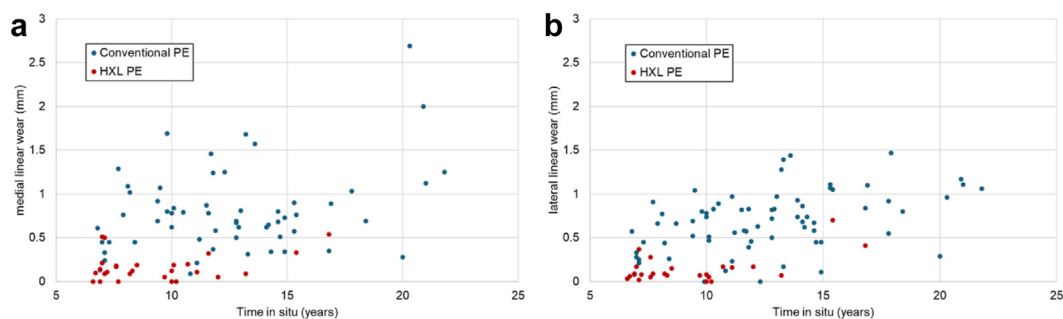 a
3
2.5
2
1.5
1
0.5
0
medial linear wear (mm)
Conventional PE
HXL PE
5
10
15
20
25
Time in situ (years)
b
3
2.5
2
1.5
1
0.5
0
lateral linear wear (mm)
Conventional PE
HXL PE
5
10
15
20
25
Time in situ (years)